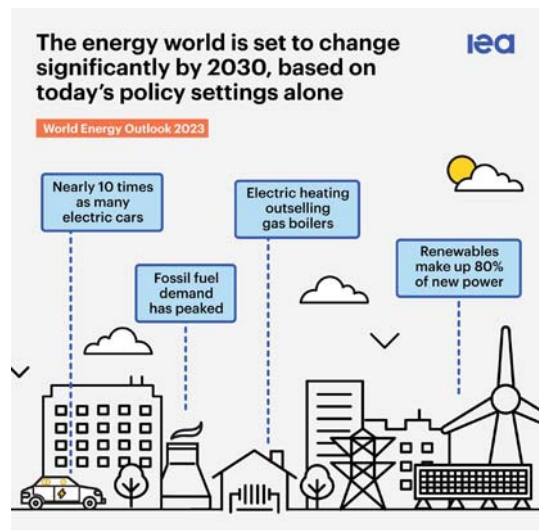 The energy world is set to change
significantly by 2030, based on
today's policy settings alone
iea
World Energy Outlook 2023
Nearly 10 times
as many
electric cars
Fossil fuel
demand
has peaked
Electric heating
outselling
gas boilers
Renewables
make up 80%
of new power